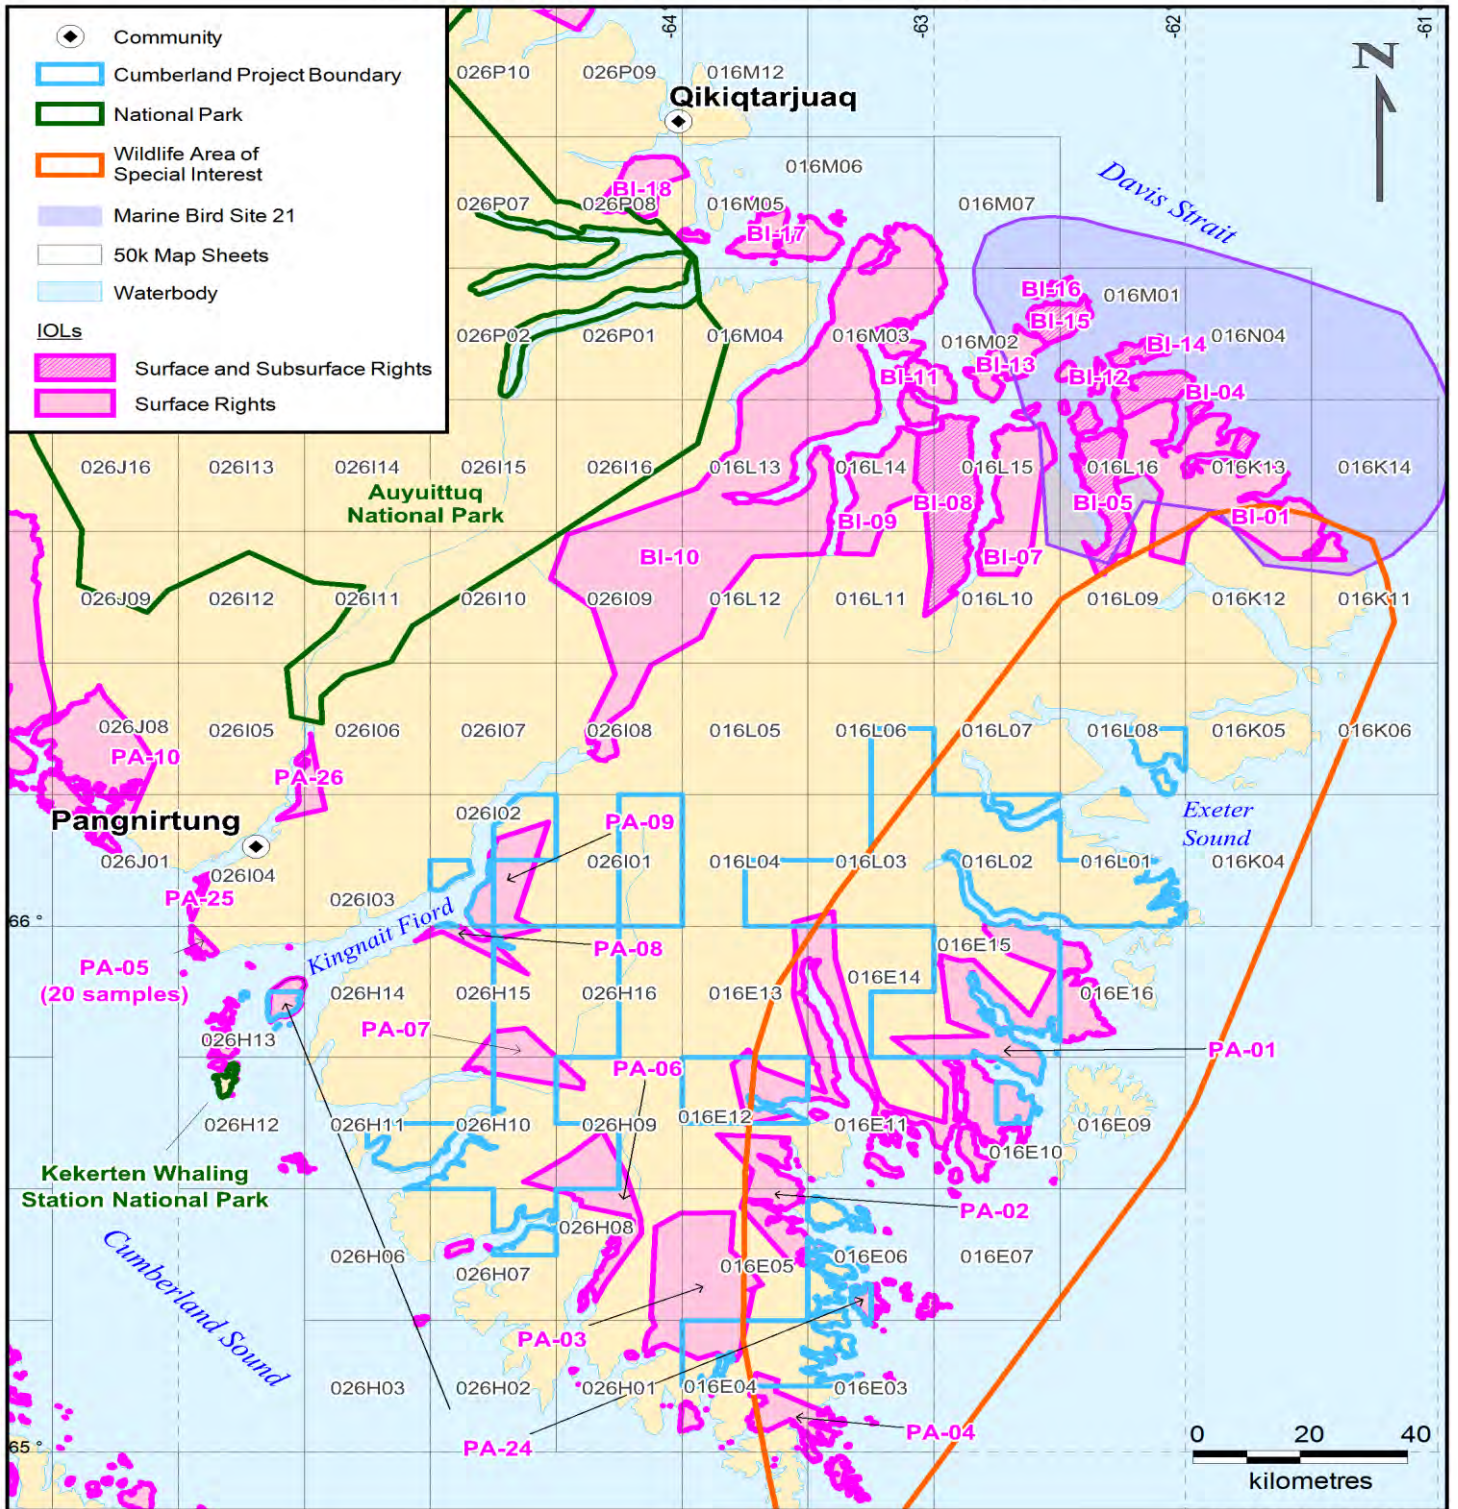 Community
Cumberland Project Boundary
National Park
Wildlife Area of
Special Interest
Marine Bird Site 21
50k Map Sheets
Waterbody
IOLs
Surface and Subsurface Rights
Surface Rights
-64
-63
-62
-61
N
026P10
026P09
016M12
Qikiqtarjuaq
016M06
Davis Strait
BI-18
026P07
026P08
016M05
016M07
BI-17
BI-16
016M01
BI-15
026P02
026P01
016M04
016M03
016M02
BI-14
016N04
BI-13
BI-11
BI-12
BI-04
026J16
026I13
026I14
026I15
026I16
016L13
016L14
016L15
016L16
016K13
016K14
Auyuittuq
National Park
BI-08
BI-05
BI-09
BI-01
BI-10
BI-07
026J09
026I12
026I11
026I10
026I09
016L12
016L11
016L10
016L09
016K12
016K11
026J08
026I05
026I06
026I07
026I08
016L05
016L06
016L07
016L08
016K05
016K06
PA-10
PA-26
Pangnirtung
026I02
PA-09
Exeter
Sound
026J01
026I04
026I01
016L04
016L03
016L02
016L01
016K04
PA-25
026I03
66 °
Kingnait Fiord
PA-08
016E15
PA-05
(20 samples)
026H14
026H15
026H16
016E13
016E14
016E16
026H13
PA-07
PA-06
PA-01
026H12
026H11
026H10
026H09
016E12
016E11
016E10
016E09
Kekerten Whaling
Station National Park
PA-02
Cumberland Sound
026H06
026H07
026H08
016E05
016E06
016E07
PA-03
026H03
026H02
026H01
016E04
016E03
PA-24
PA-04
65 °
0 20 40
kilometres